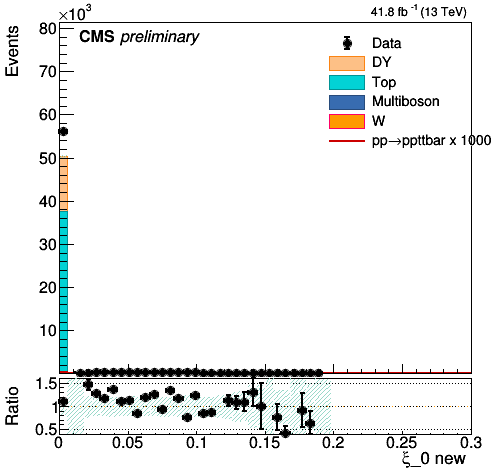 ×10³
41.8 fb⁻¹ (13 TeV)
Events
CMS preliminary
80
70
60
50
40
30
20
10
Data
DY
Top
Multiboson
W
pp→ppttbar x 1000
Ratio
1.5
1
0.5
0 0.05 0.1 0.15 0.2 0.25 0.3
ξ_0 new